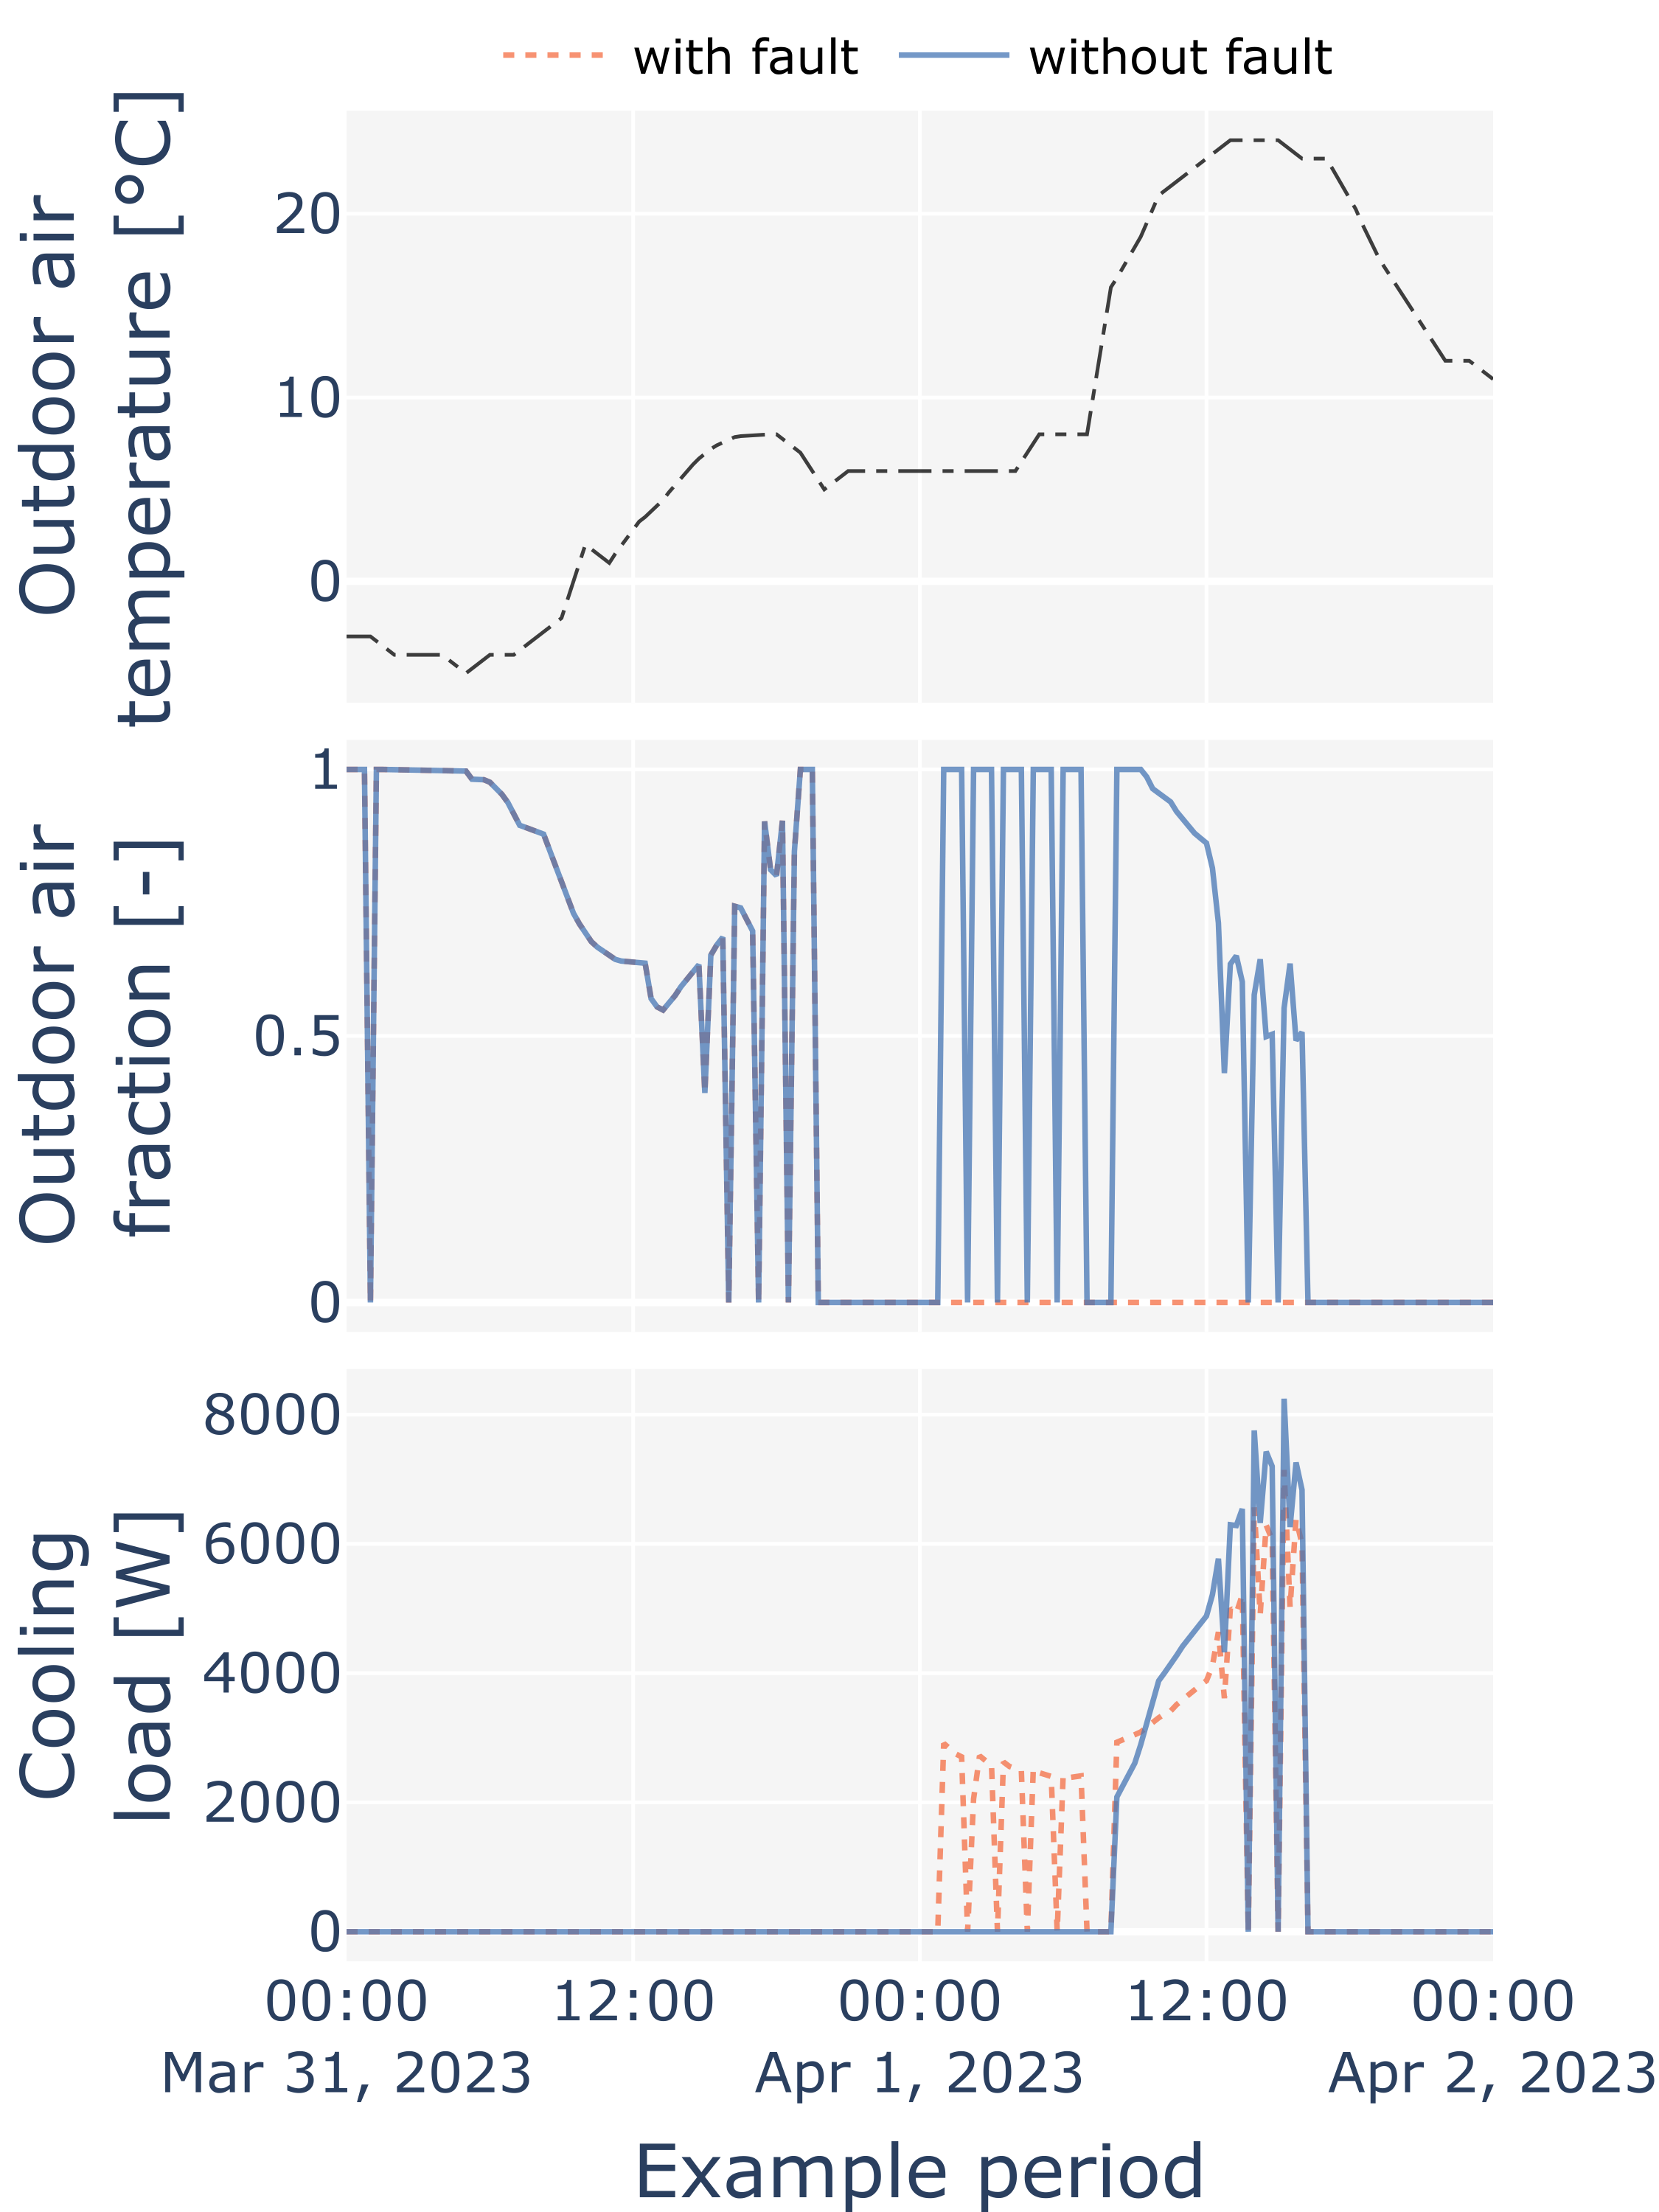 with fault
without fault
Outdoor air
temperature [°C]
20
10
0
Outdoor air
fraction [-]
1
0.5
0
Cooling
load [W]
8000
6000
4000
2000
0
00:00
12:00
00:00
12:00
00:00
Mar 31, 2023
Apr 1, 2023
Apr 2, 2023
Example period